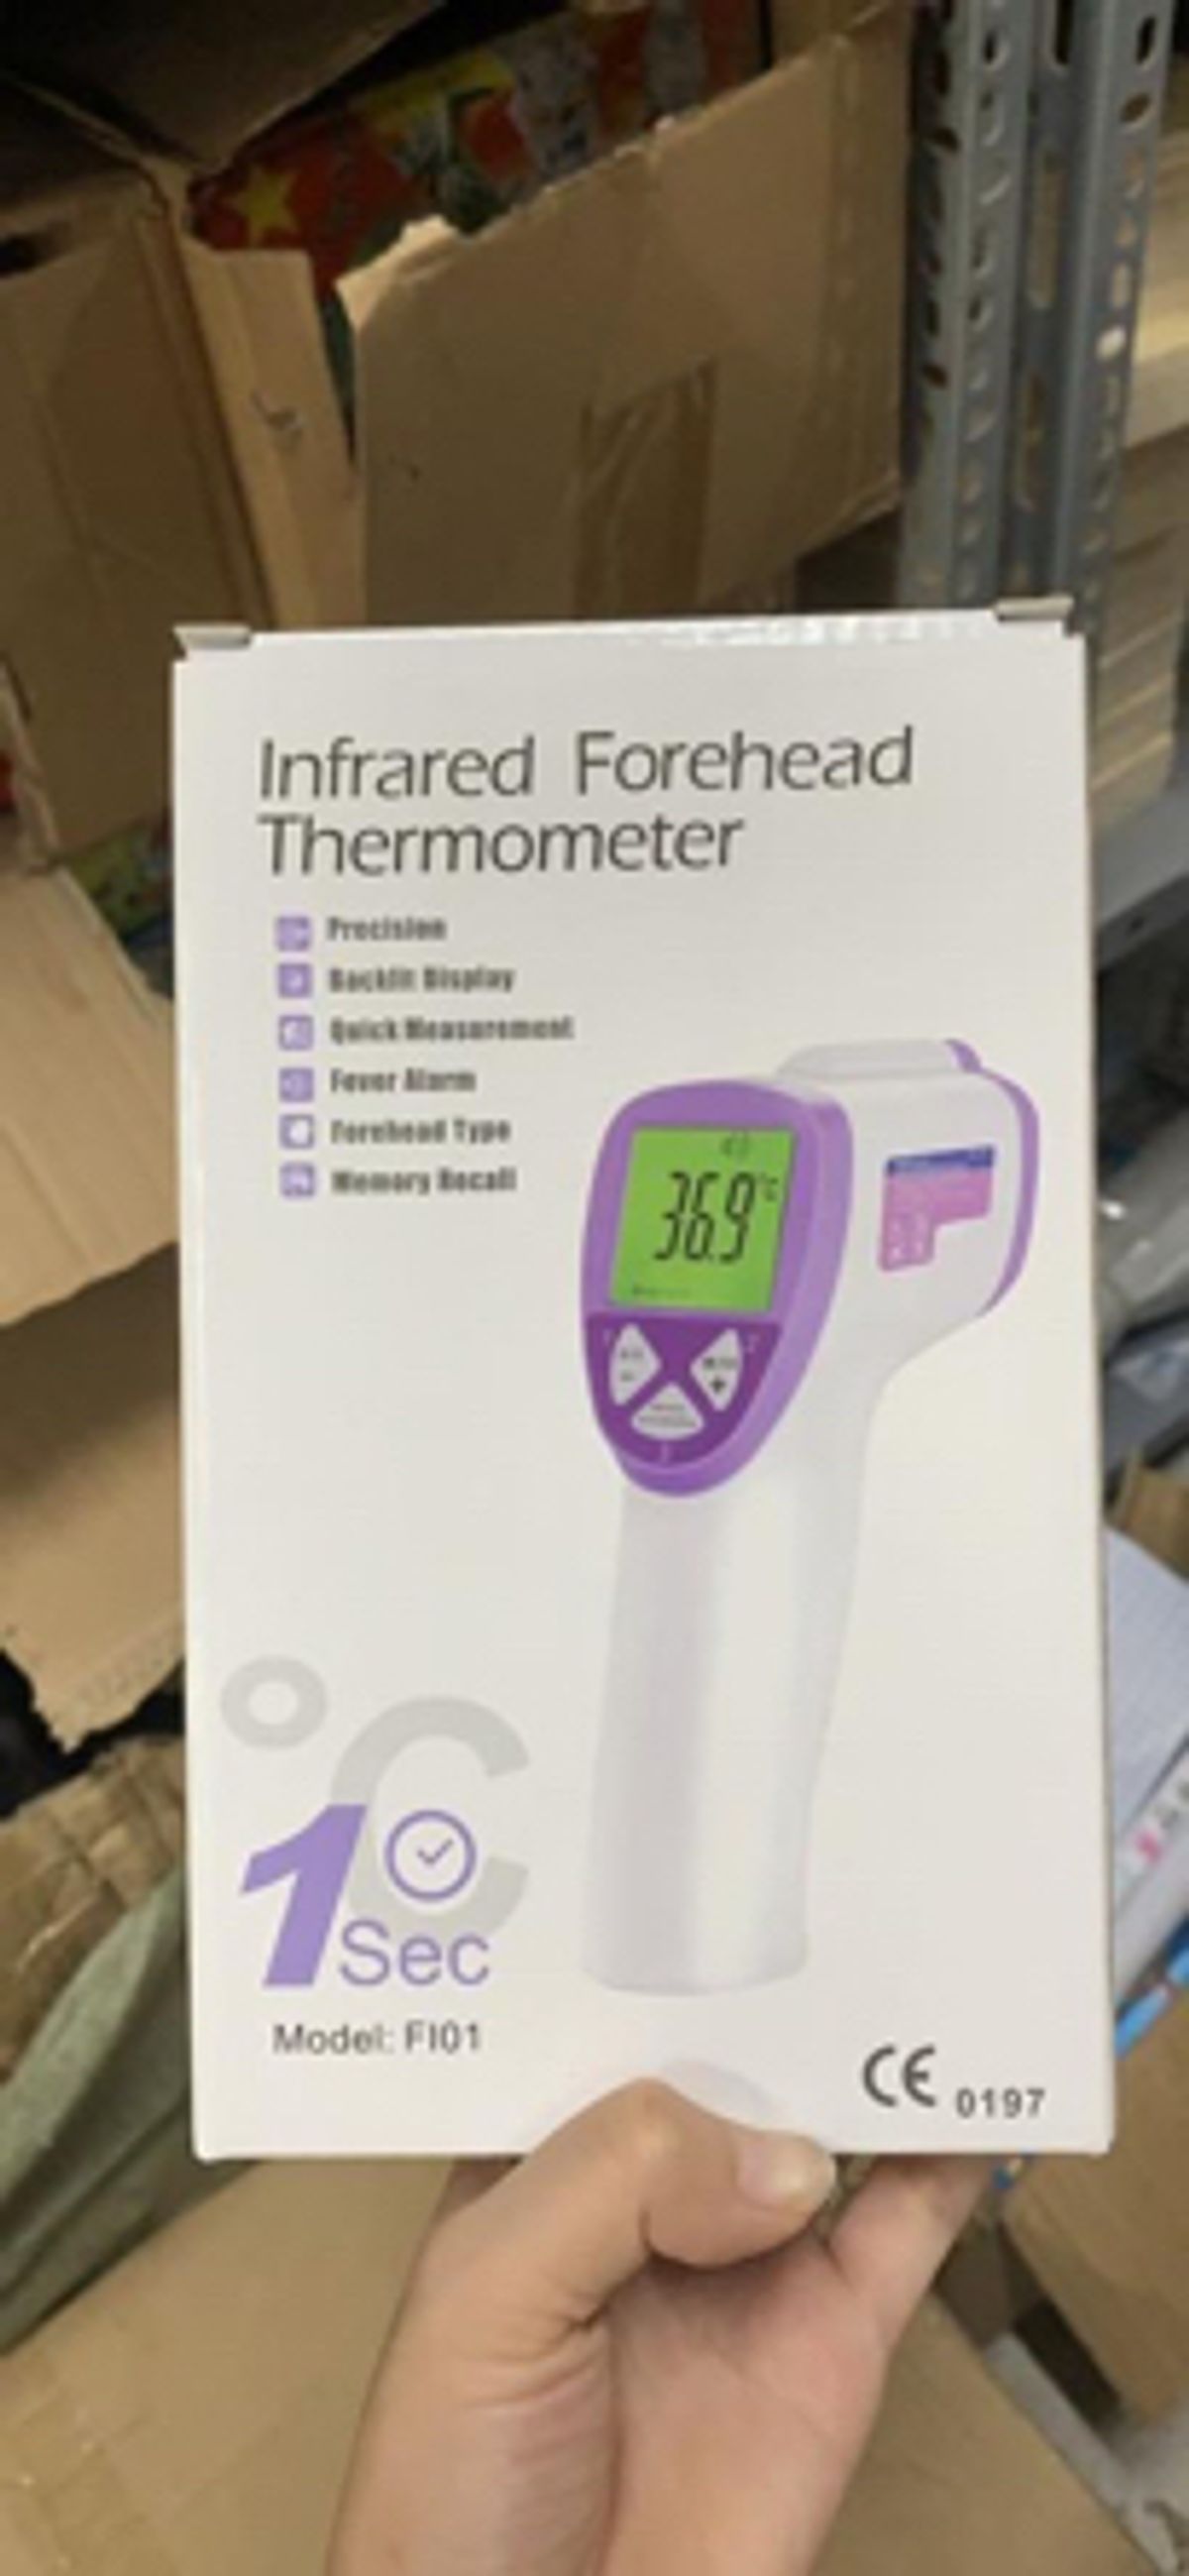 Infrared Forehead
Thermometer
Precision
Backlit Display
Quick Measurement
Fever Alarm
Forehead Type
Memory Recall
36.9 °C
°C
1 Sec
Model: FI01
CE 0197